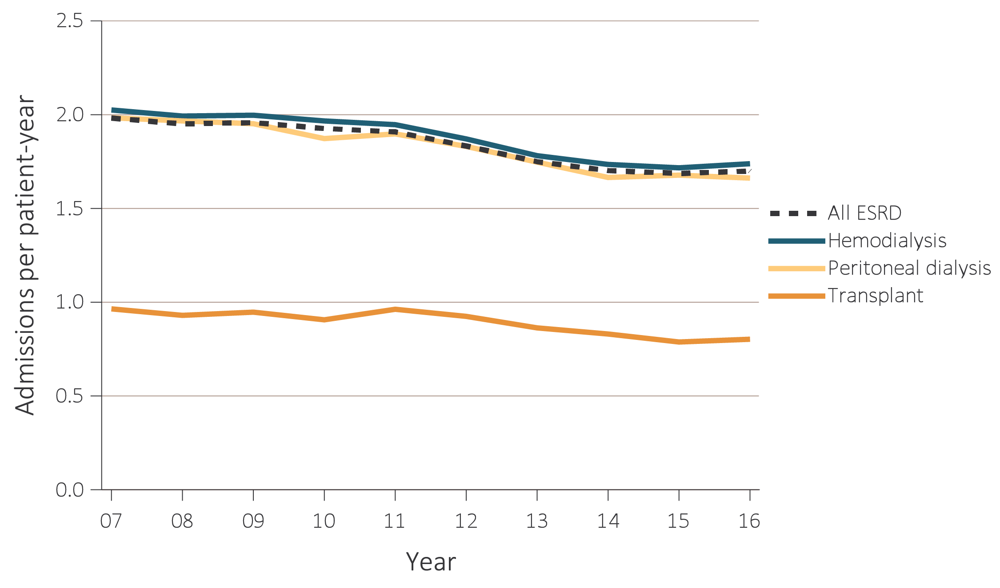 2.5
2.0
1.5
1.0
0.5
0.0
Admissions per patient-year
07 08 09 10 11 12 13 14 15 16
Year
All ESRD
Hemodialysis
Peritoneal dialysis
Transplant